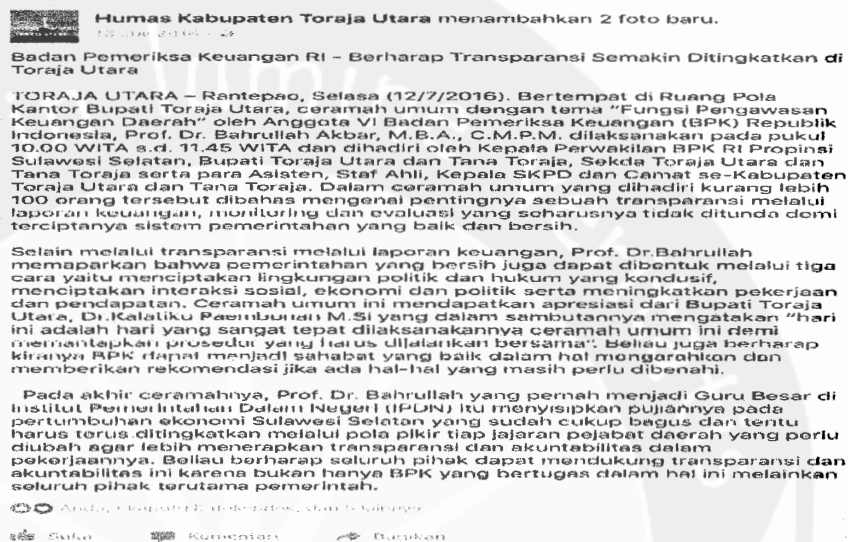 Humas Kabupaten Toraja Utara menambahkan 2 foto baru.
Badan Pemeriksa Keuangan RI - Berharap Transparansi Semakin Ditingkatkan di
Toraja Utara
TORAJA UTARA – Rantepao, Selasa (12/7/2016). Bertempat di Ruang Pola
Kantor Bupati Toraja Utara, ceramah umum dengan tema "Fungsi Pengawasan
Keuangan Daerah" oleh Anggota VI Badan Pemeriksa Keuangan (BPK) Republik
Indonesia, Prof. Dr. Bahrullah Akbar, M.B.A., C.M.P.M. dilaksanakan pada pukul
10.00 WITA s.d. 11.45 WITA dan dihadiri oleh Kepala Perwakilan BPK RI Propinsi
Sulawesi Selatan, Bupati Toraja Utara dan Tana Toraja, Sekda Toraja Utara dan
Tana Toraja serta para Asisten, Staf Ahli, Kepala SKPD dan Camat se-Kabupaten
Toraja Utara dan Tana Toraja. Dalam ceramah umum yang dihadiri kurang lebih
100 orang tersebut dibahas mengenai pentingnya sebuah transparansi melalui
laporan keuangan, monitoring dan evaluasi yang seharusnya tidak ditunda demi
terciptanya sistem pemerintahan yang baik dan bersih.
Selain melalui transparansi melalui laporan keuangan, Prof. Dr.Bahrullah
memaparkan bahwa pemerintahan yang bersih juga dapat dibentuk melalui tiga
cara yaitu menciptakan lingkungan politik dan hukum yang kondusif,
menciptakan interaksi sosial, ekonomi dan politik serta meningkatkan pekerjaan
dan pendapatan. Ceramah umum ini mendapatkan apresiasi dari Bupati Toraja
Utara, Dr.Kalatiku Paembonan M.Si yang dalam sambutannya mengatakan "hari
ini adalah hari yang sangat tepat dilaksanakannya ceramah umum ini demi
memantapkan prosedur yang harus dijalankan bersama". Beliau juga berharap
kiranya BPK dapat menjadi sahabat yang baik dalam hal mengarahkan dan
memberikan rekomendasi jika ada hal-hal yang masih perlu dibenahi.
Pada akhir ceramahnya, Prof. Dr. Bahrullah yang pernah menjadi Guru Besar di
Institut Pemerintahan Dalam Negeri (IPDN) itu menyisipkan pujiannya pada
pertumbuhan ekonomi Sulawesi Selatan yang sudah cukup bagus dan tentu
harus terus ditingkatkan melalui pola pikir tiap jajaran pejabat daerah yang perlu
diubah agar lebih menerapkan transparansi dan akuntabilitas dalam
pekerjaannya. Beliau berharap seluruh pihak dapat mendukung transparansi dan
akuntabilitas ini karena bukan hanya BPK yang bertugas dalam hal ini melainkan
seluruh pihak terutama pemerintah.
Suka Komentari Bagikan